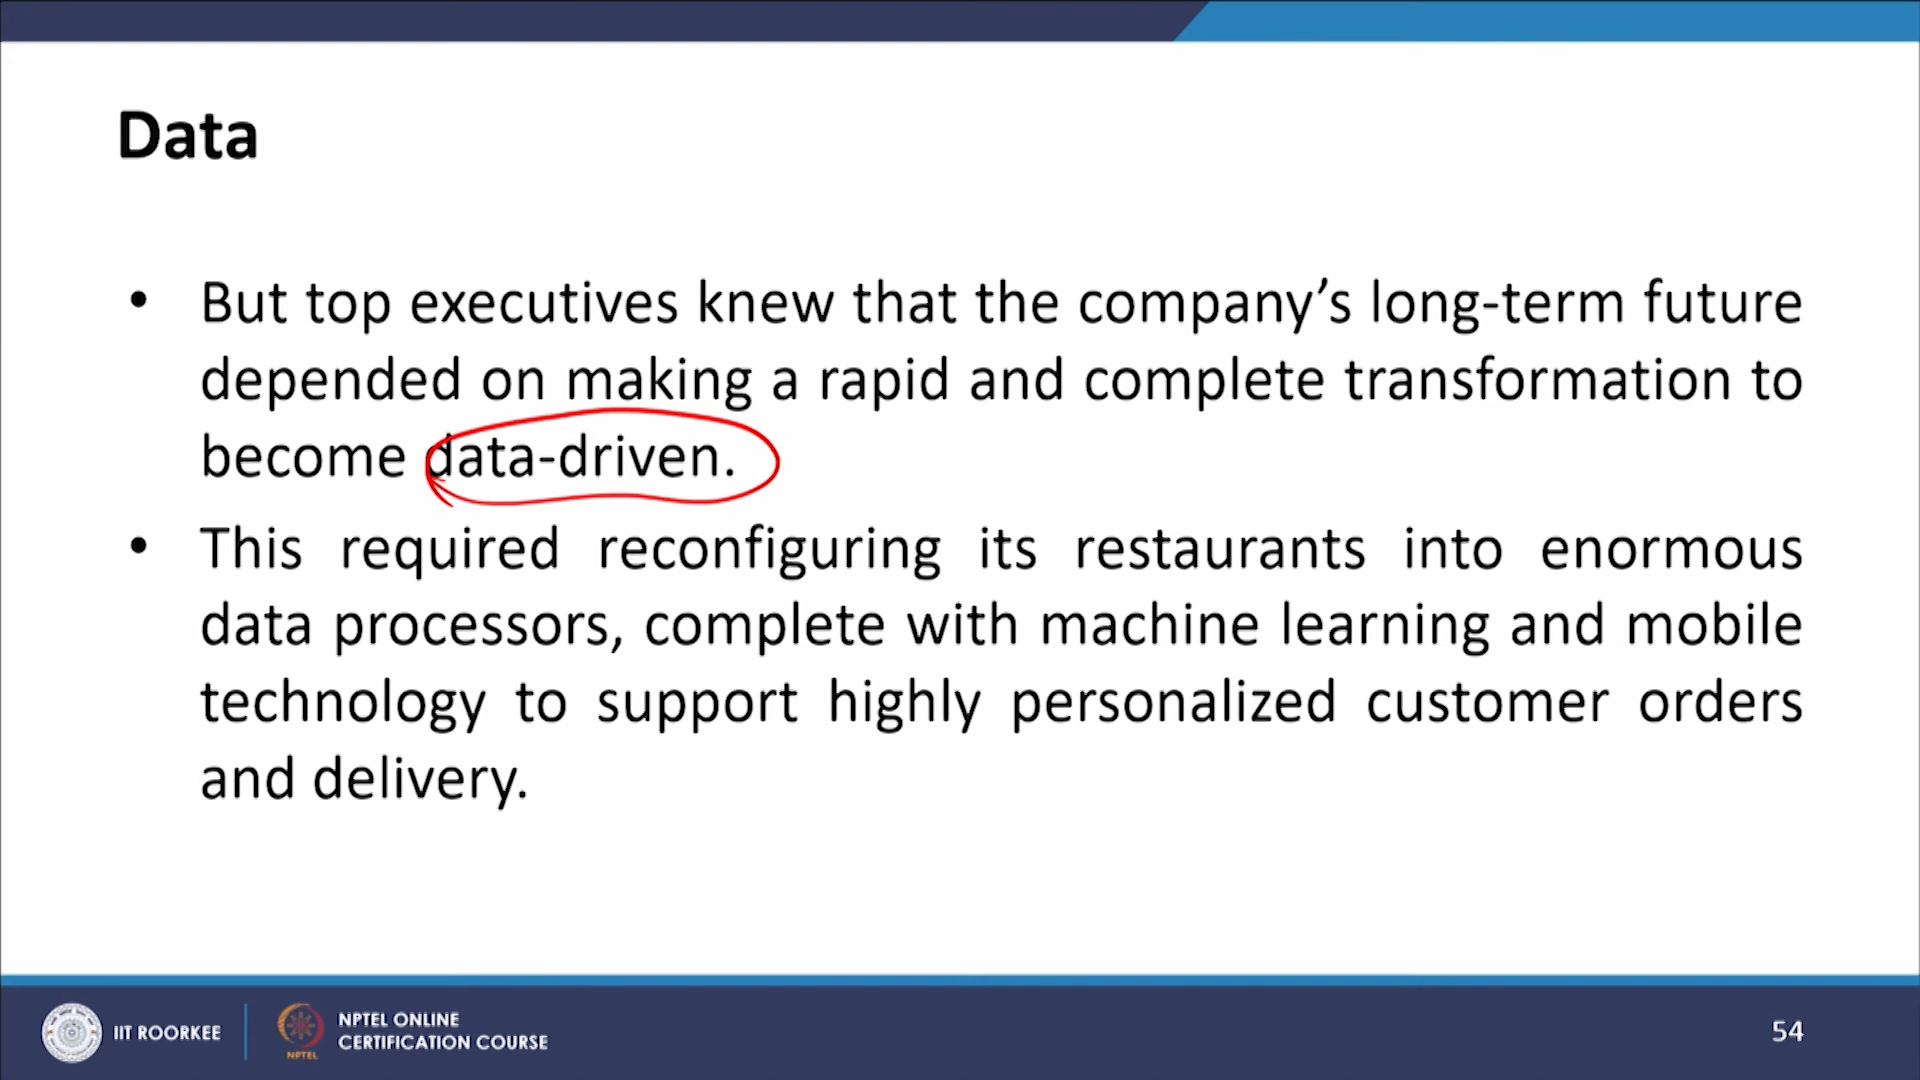 Data
• But top executives knew that the company’s long-term future
depended on making a rapid and complete transformation to
become data-driven.
• This required reconfiguring its restaurants into enormous
data processors, complete with machine learning and mobile
technology to support highly personalized customer orders
and delivery.
IIT ROORKEE
NPTEL
NPTEL ONLINE
CERTIFICATION COURSE
54